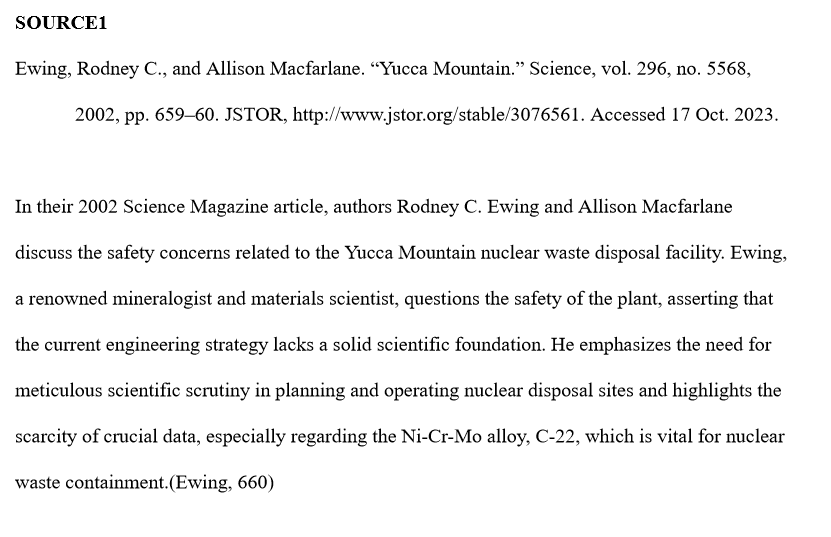 SOURCE1
Ewing, Rodney C., and Allison Macfarlane. “Yucca Mountain.” Science, vol. 296, no. 5568,
2002, pp. 659–60. JSTOR, http://www.jstor.org/stable/3076561. Accessed 17 Oct. 2023.
In their 2002 Science Magazine article, authors Rodney C. Ewing and Allison Macfarlane
discuss the safety concerns related to the Yucca Mountain nuclear waste disposal facility. Ewing,
a renowned mineralogist and materials scientist, questions the safety of the plant, asserting that
the current engineering strategy lacks a solid scientific foundation. He emphasizes the need for
meticulous scientific scrutiny in planning and operating nuclear disposal sites and highlights the
scarcity of crucial data, especially regarding the Ni-Cr-Mo alloy, C-22, which is vital for nuclear
waste containment.(Ewing, 660)